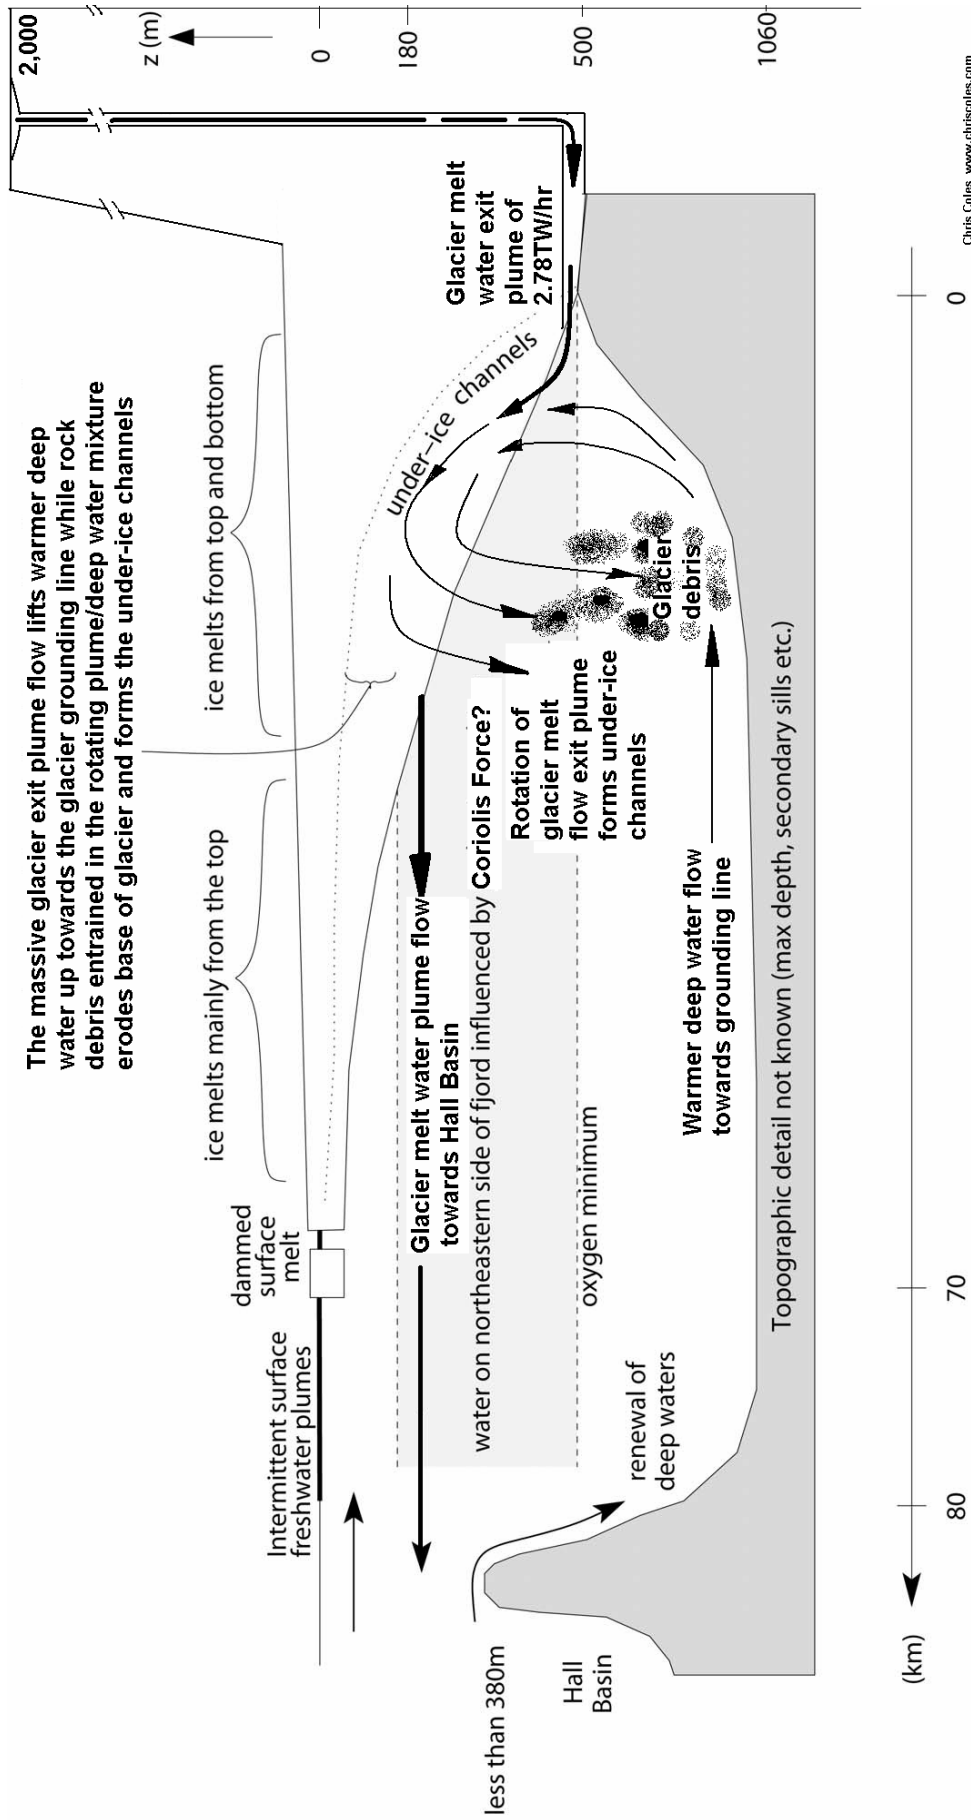 The massive glacier exit plume flow lifts warmer deep
water up towards the glacier grounding line while rock
debris entrained in the rotating plume/deep water mixture
erodes base of glacier and forms the under-ice channels
2,000
z (m)
0
180
500
1060
ice melts mainly from the top
ice melts from top and bottom
Intermittent surface
freshwater plumes
dammed
surface
melt
under-ice channels
Glacier melt
water exit
plume of
2.78TW/hr
Glacier melt water plume flow
towards Hall Basin
water on northeastern side of fjord influenced by Coriolis Force?
Rotation of
glacier melt
flow exit plume
forms under-ice
channels
Glacier
debris
oxygen minimum
less than 380m
Hall
Basin
renewal of
deep waters
Warmer deep water flow
towards grounding line
Topographic detail not known (max depth, secondary sills etc.)
(km)
80
70
0
Chris Coles www.chriscoles.com